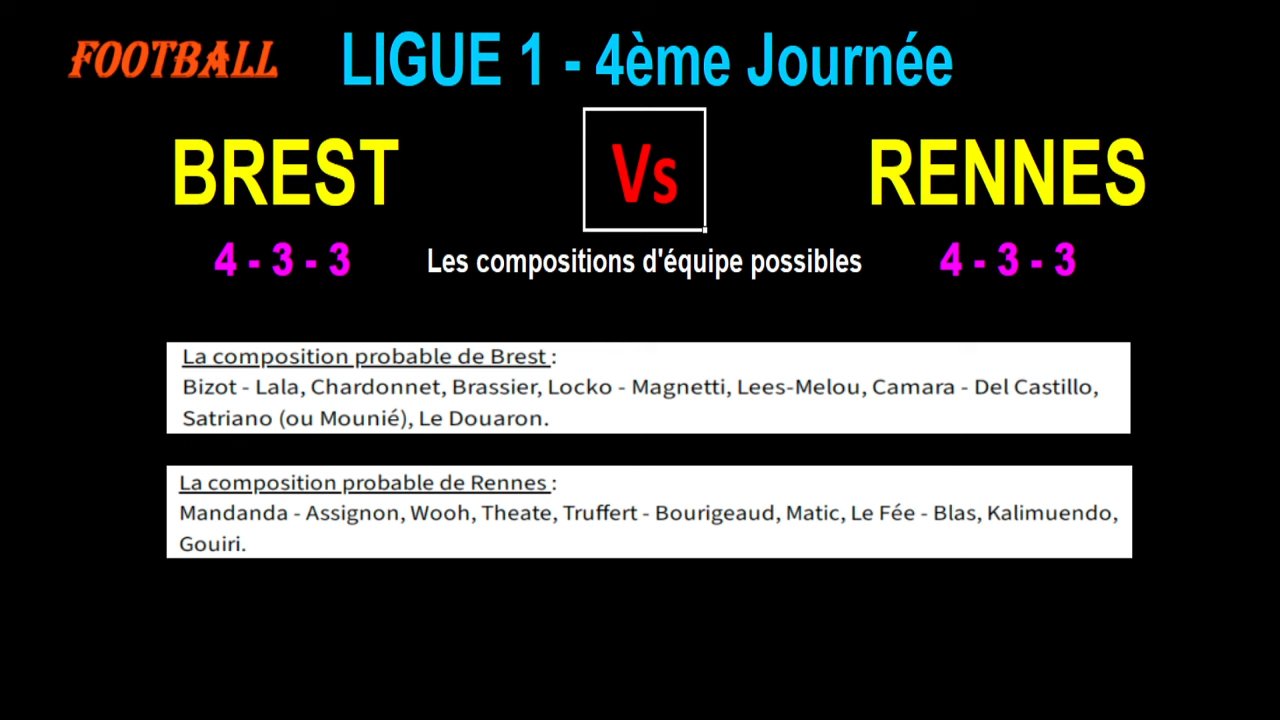 FOOTBALL
LIGUE 1 - 4ème Journée
BREST
Vs
RENNES
4 - 3 - 3
Les compositions d'équipe possibles
4 - 3 - 3
La composition probable de Brest :
Bizot - Lala, Chardonnet, Brassier, Locko - Magnetti, Lees-Melou, Camara - Del Castillo,
Satriano (ou Mounié), Le Douaron.
La composition probable de Rennes :
Mandanda - Assignon, Wooh, Theate, Truffert - Bourigeaud, Matic, Le Fée - Blas, Kalimuendo,
Gouiri.